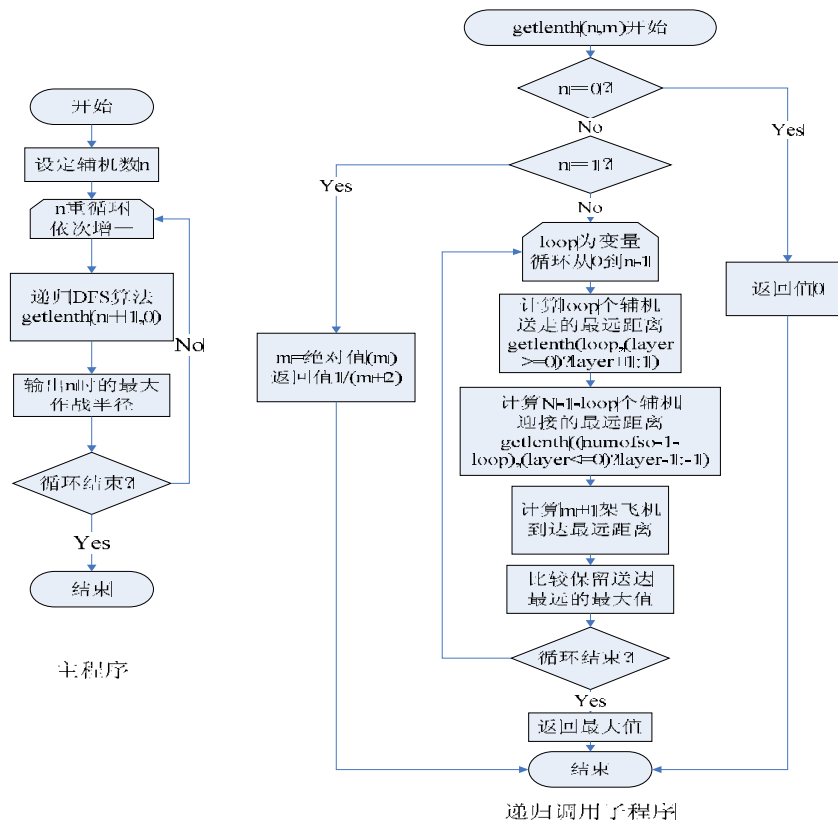 开始
设定辅机数n
n重循环
依次增一
递归DFS算法
getlenth(n+1,0)
No
输出n时的最大
作战半径
循环结束?
Yes
结束
主程序
getlenth(n,m)开始
n==0?
Yes
No
n==1?
Yes
No
loop为变量
循环从0到n-1
计算loop个辅机
送走的最远距离
getlenth(loop,(layer
>=0)?layer+1:1)
返回值0
m=绝对值(m)
返回值1/(m+2)
计算N-1-loop个辅机
迎接的最远距离
getlenth((numofso-1-
loop),(layer<=0)?layer-1:-1)
计算m+1架飞机
到达最远距离
比较保留送达
最远的最大值
循环结束?
Yes
返回最大值
结束
递归调用子程序